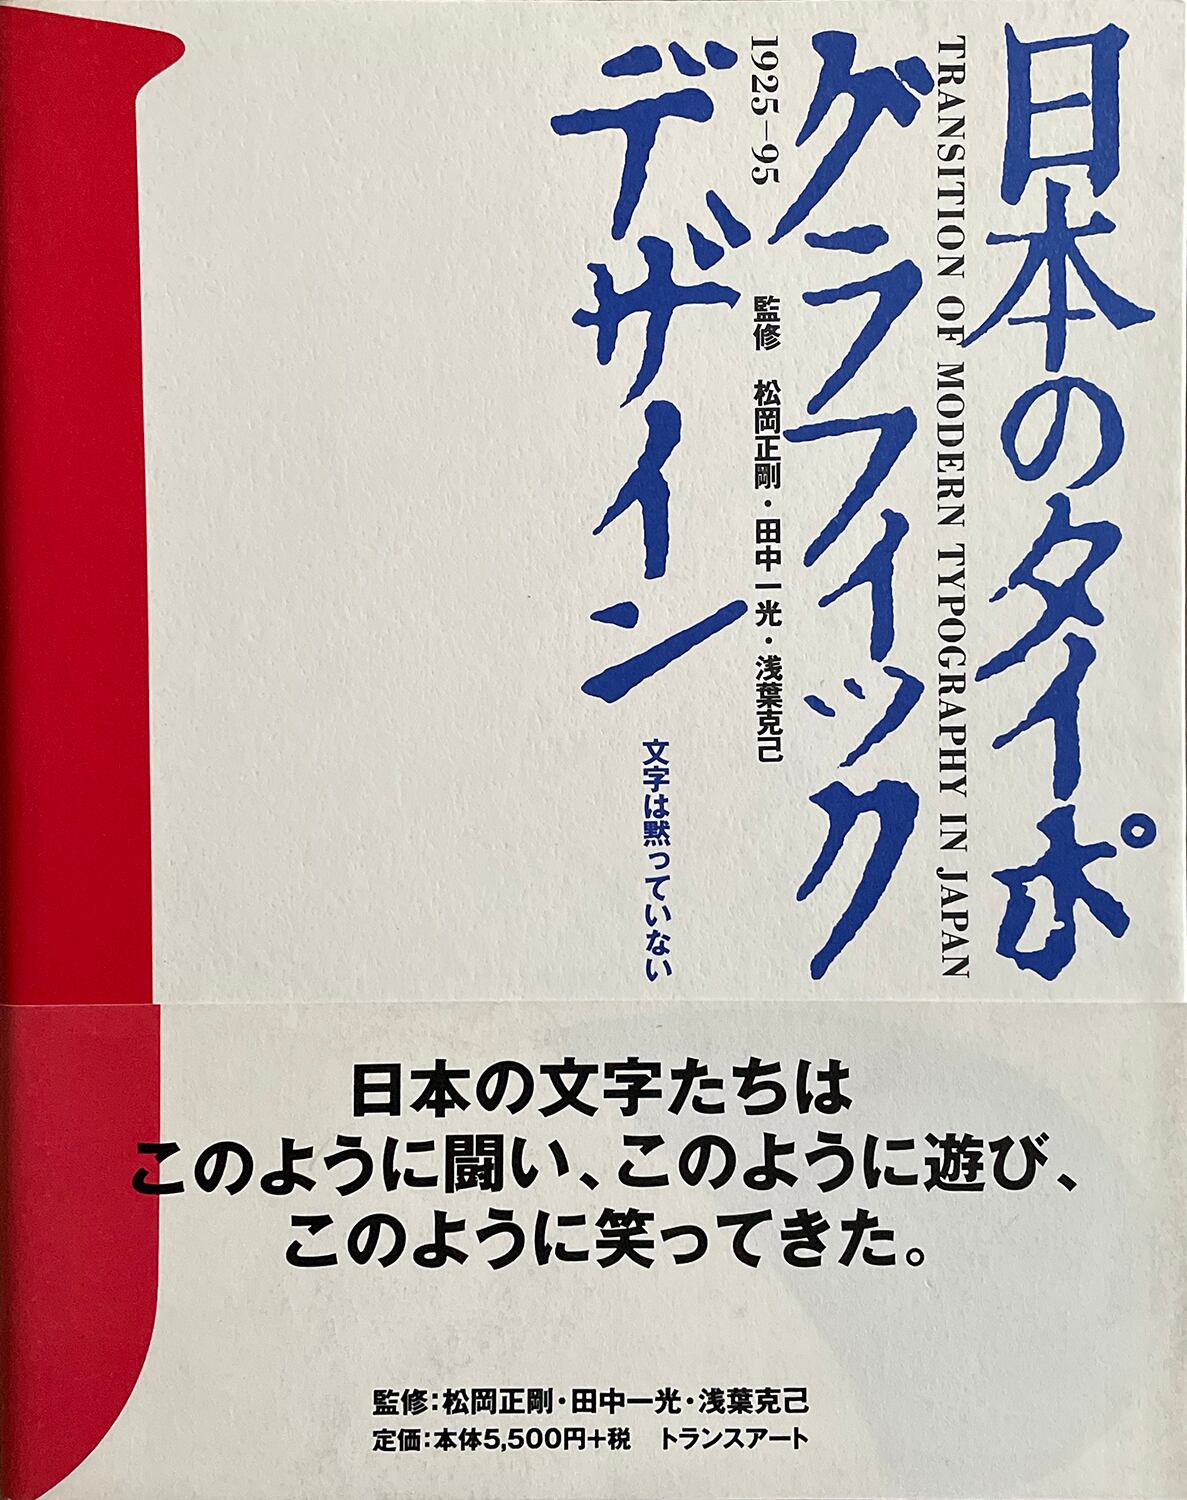 日本のタイポ
TRANSITION OF MODERN TYPOGRAPHY IN JAPAN
グラフィック
1925–95
監修　松岡正剛・田中一光・浅葉克己
デザイン
文字は黙っていない
日本の文字たちは
このように闘い、このように遊び、
このように笑ってきた。
監修：松岡正剛・田中一光・浅葉克己
定価：本体5,500円+税　トランスアート